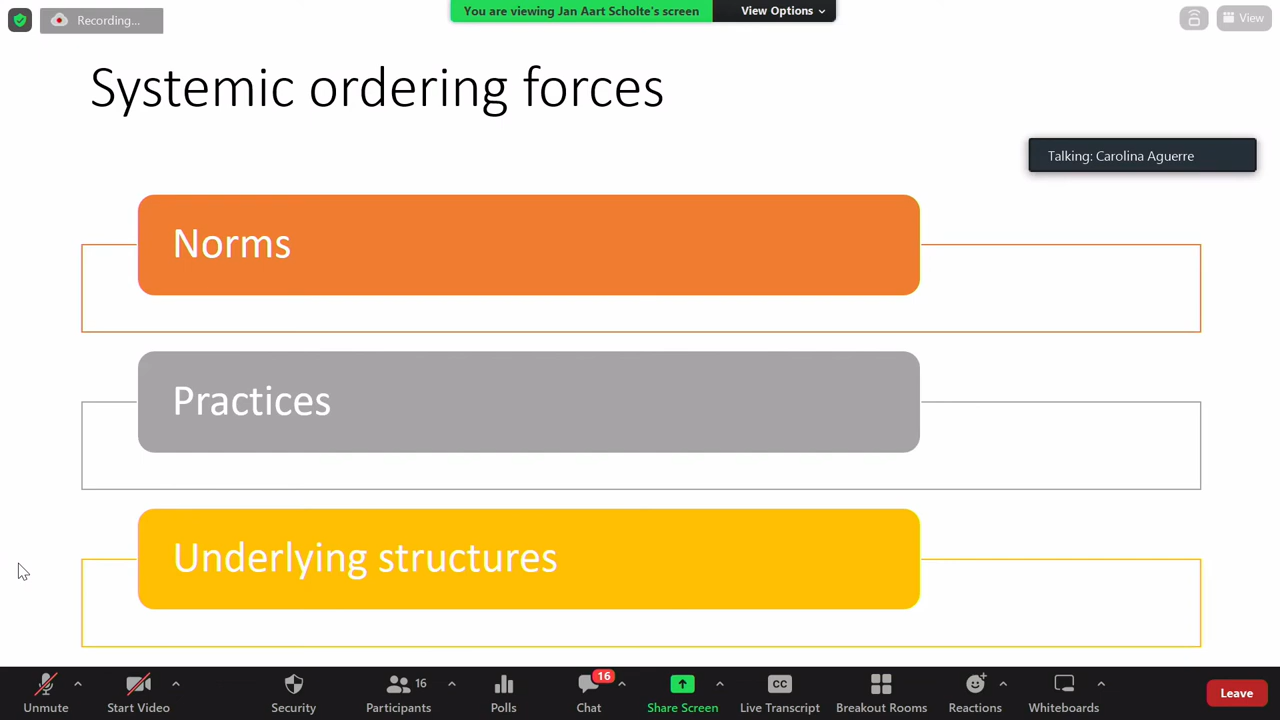 Recording...
You are viewing Jan Aart Scholte's screen
View Options
View
Systemic ordering forces
Talking: Carolina Aguerre
Norms
Practices
Underlying structures
16
16
CC
Unmute
Start Video
Security
Participants
Polls
Chat
Share Screen
Live Transcript
Breakout Rooms
Reactions
Whiteboards
Leave